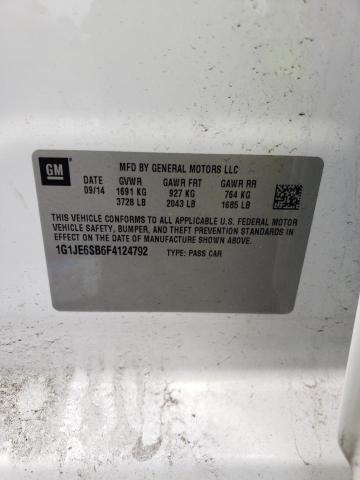 GM
MFD BY GENERAL MOTORS LLC
DATE GVWR GAWR FRT GAWR RR
09/14 1691 KG 927 KG 764 KG
3728 LB 2043 LB 1685 LB
THIS VEHICLE CONFORMS TO ALL APPLICABLE U.S. FEDERAL MOTOR
VEHICLE SAFETY, BUMPER, AND THEFT PREVENTION STANDARDS IN
EFFECT ON THE DATE OF MANUFACTURE SHOWN ABOVE.
1G1JE6SB6F4124792 TYPE: PASS CAR